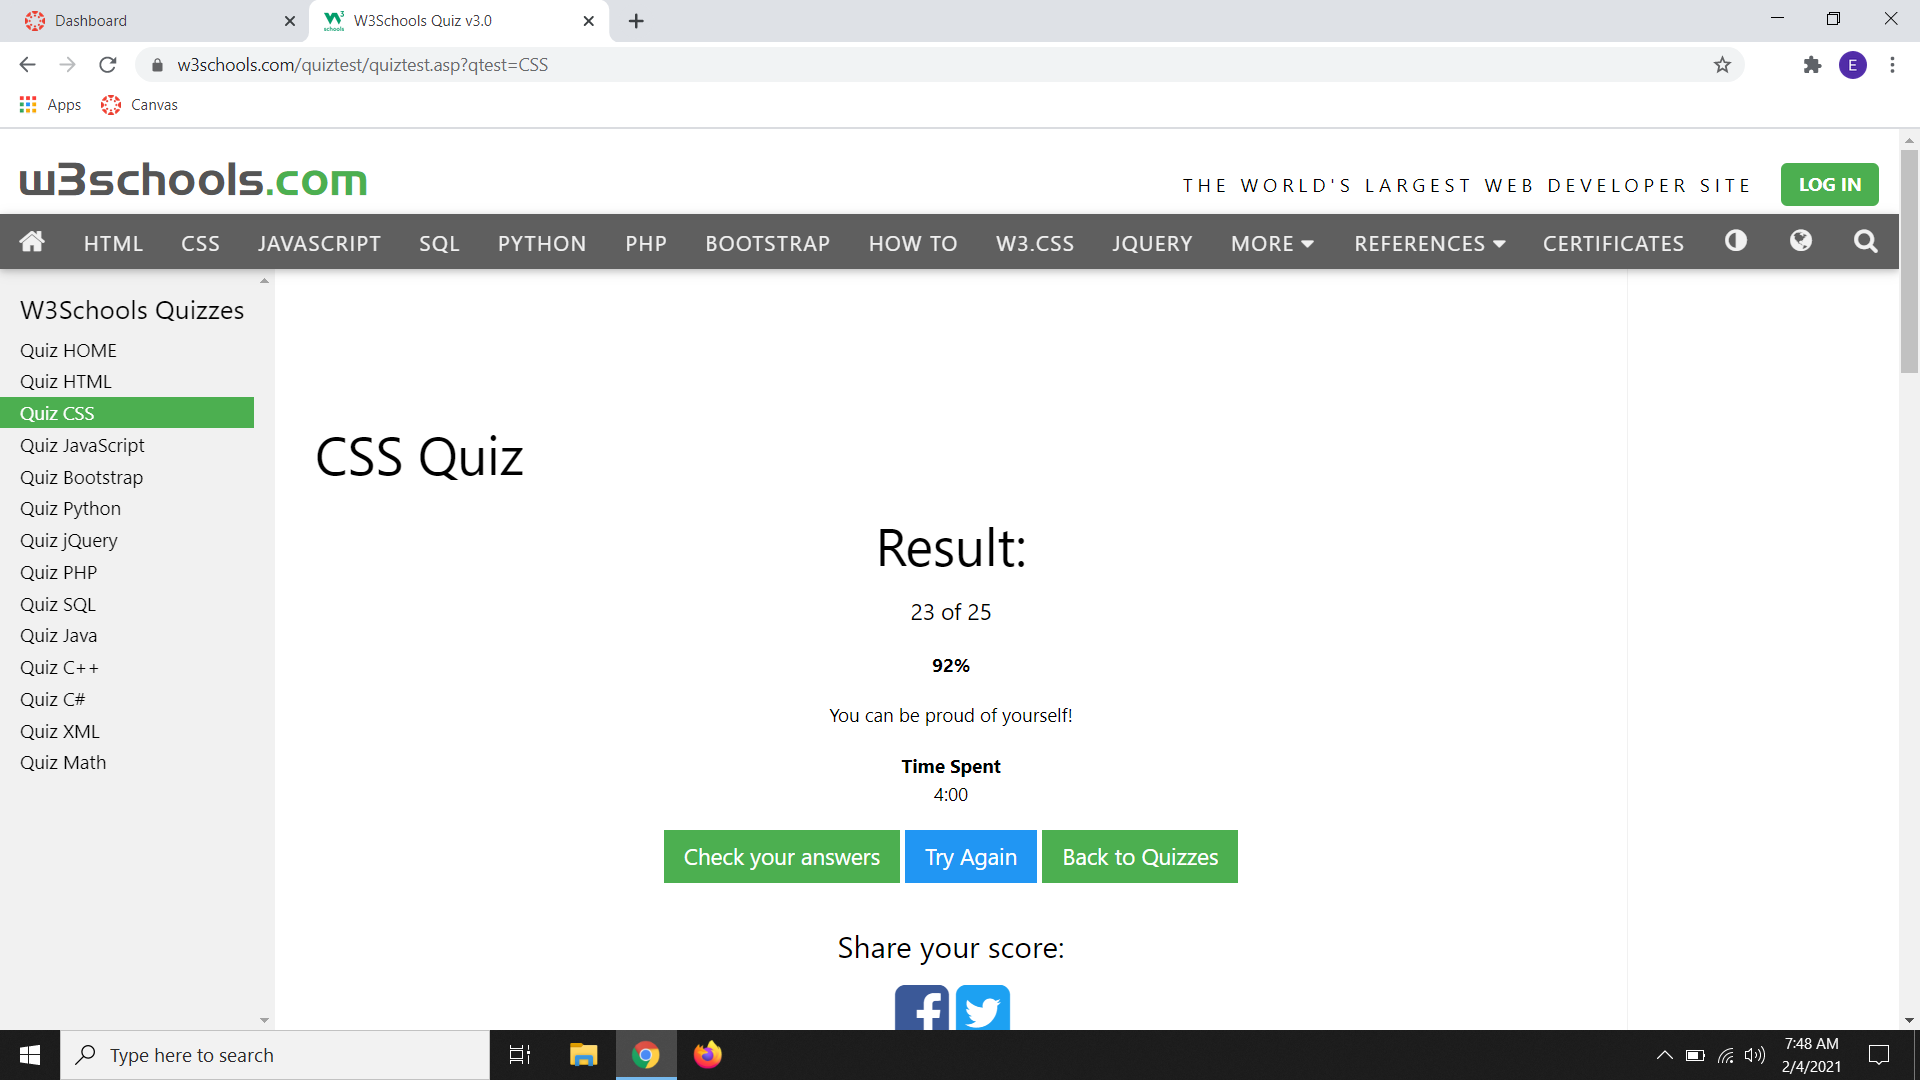 Dashboard
W3Schools Quiz v3.0
w3schools.com/quiztest/quiztest.asp?qtest=CSS
E
Apps
Canvas
w3schools.com
THE WORLD'S LARGEST WEB DEVELOPER SITE
LOG IN
HTML CSS JAVASCRIPT SQL PYTHON PHP BOOTSTRAP HOW TO W3.CSS JQUERY MORE REFERENCES CERTIFICATES
W3Schools Quizzes
Quiz HOME
Quiz HTML
Quiz CSS
Quiz JavaScript
Quiz Bootstrap
Quiz Python
Quiz jQuery
Quiz PHP
Quiz SQL
Quiz Java
Quiz C++
Quiz C#
Quiz XML
Quiz Math
CSS Quiz
Result:
23 of 25
92%
You can be proud of yourself!
Time Spent
4:00
Check your answers
Try Again
Back to Quizzes
Share your score:
Type here to search
7:48 AM
2/4/2021